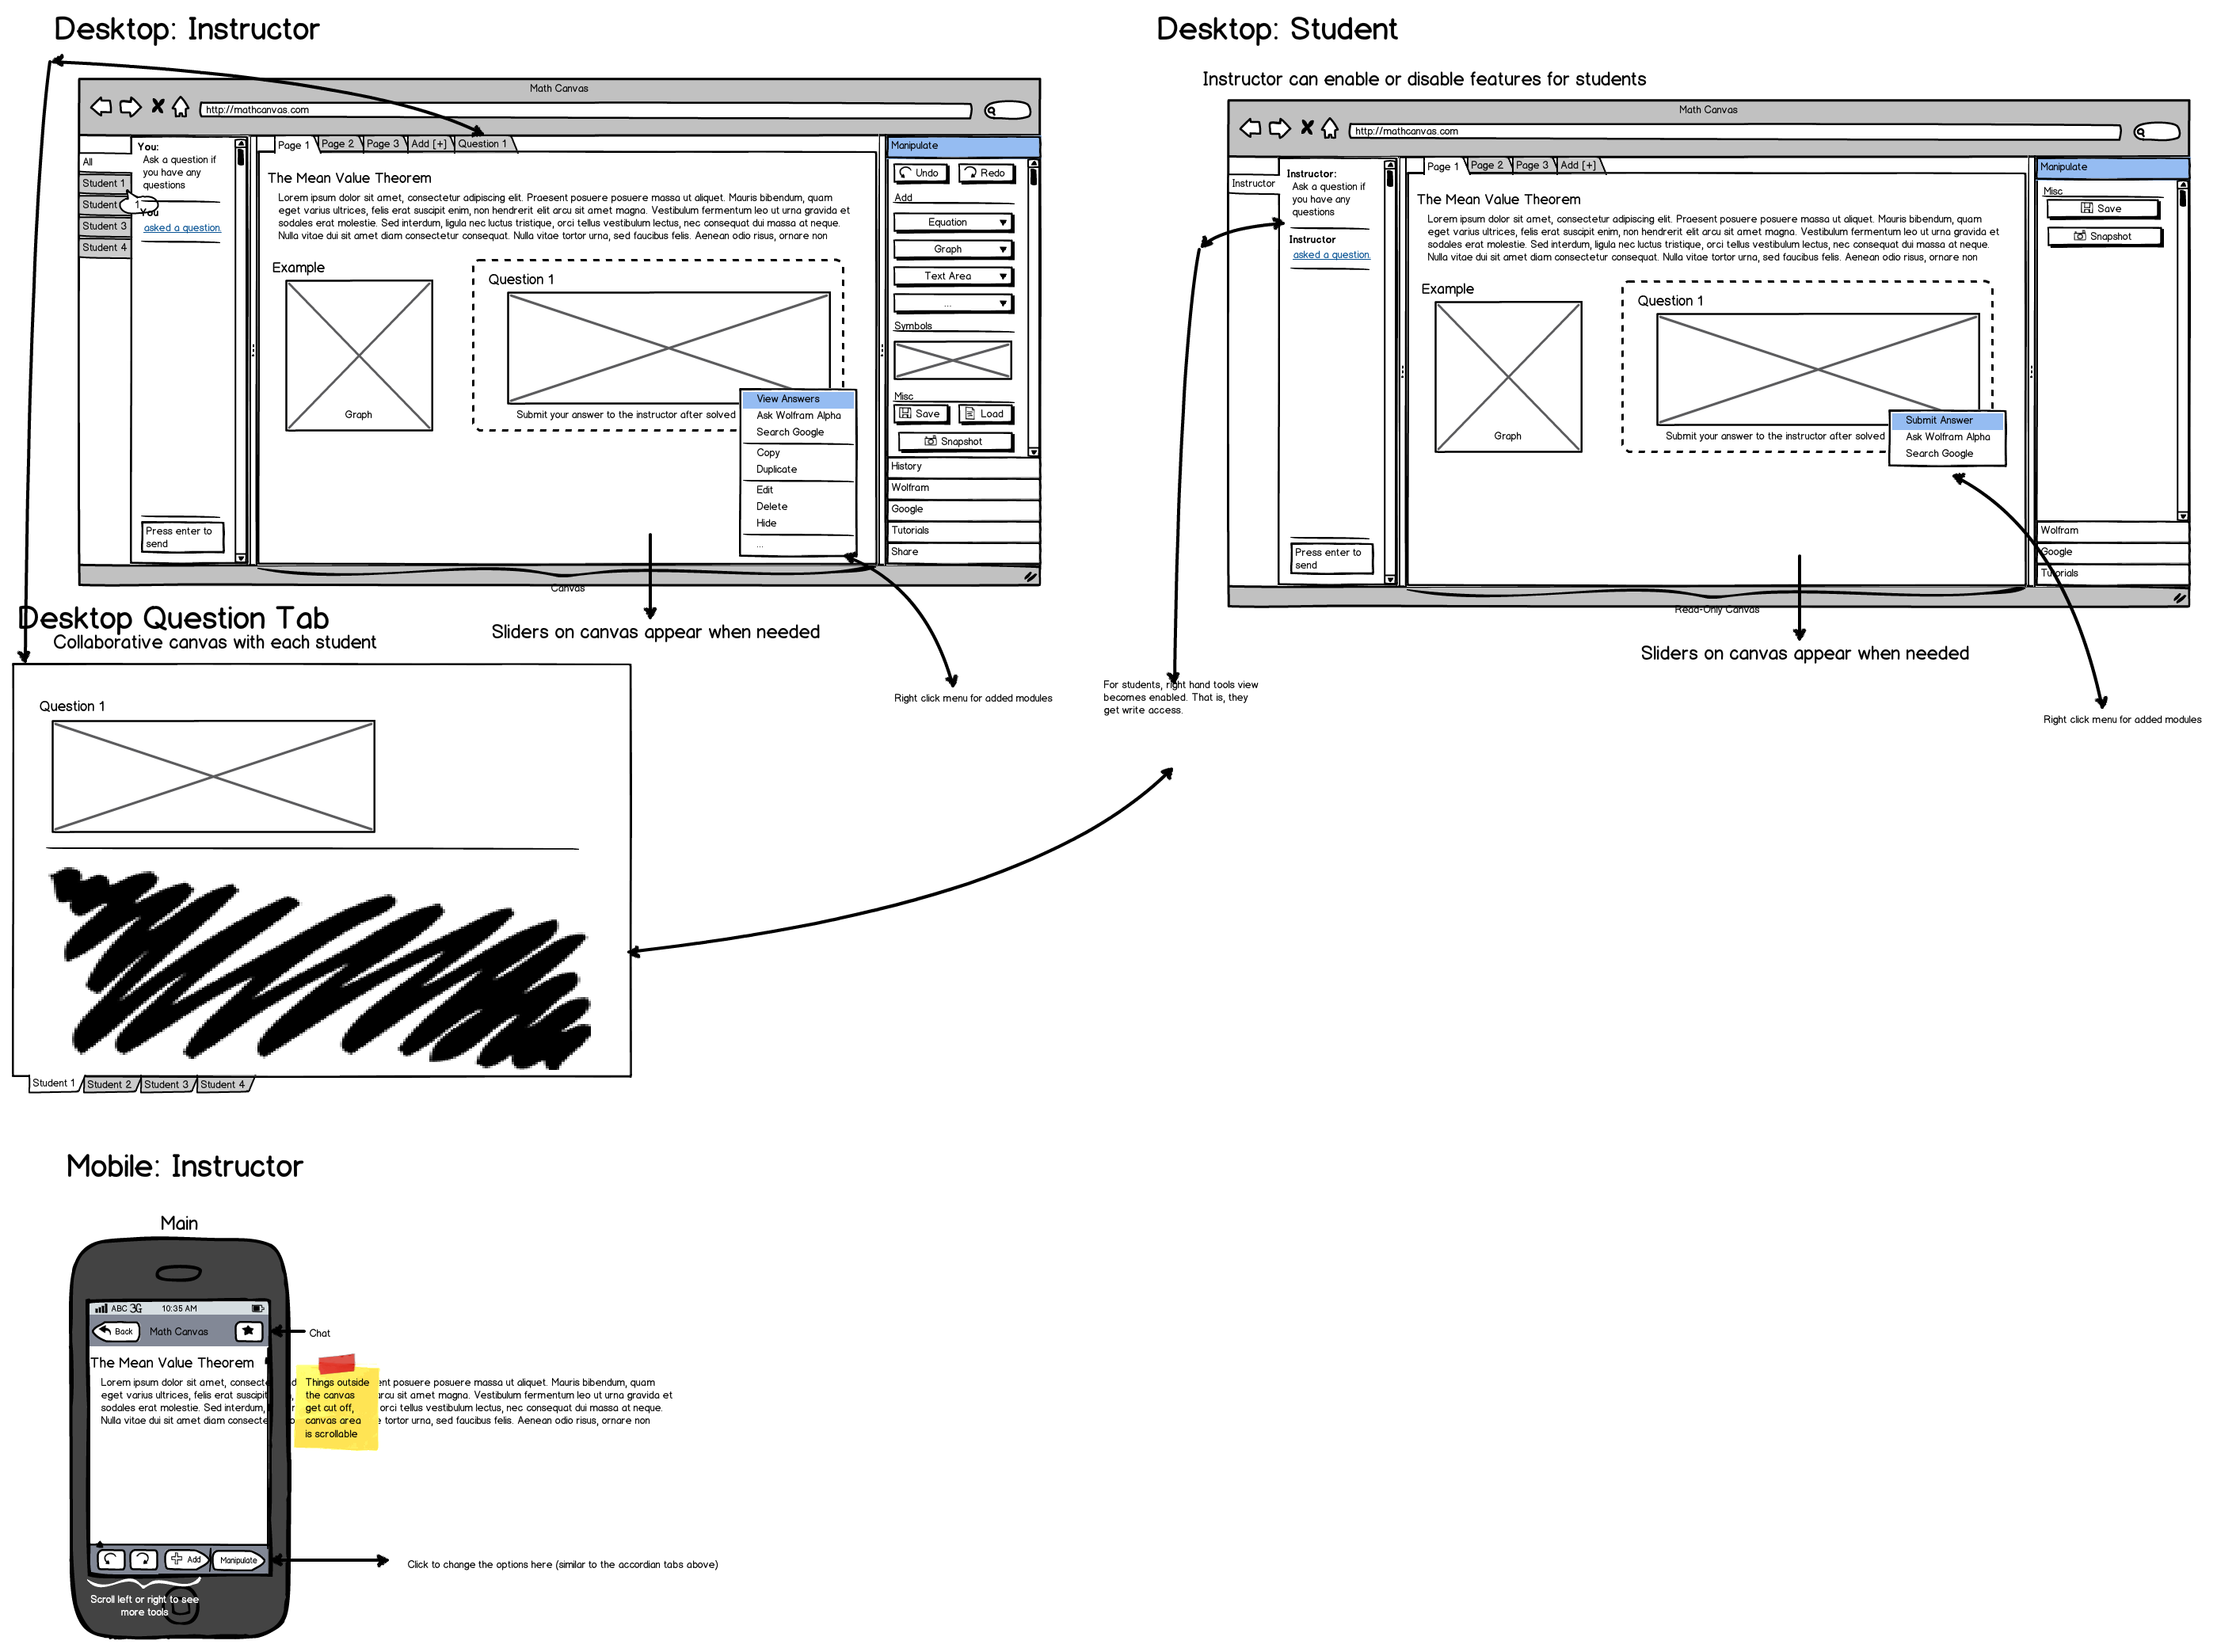 Desktop: Instructor
Math Canvas
http://mathcanvas.com
All
Student 1
Student
1
Student 3
Student 4
You:
Ask a question if
you have any
questions
You
asked a question.
Press enter to
send
Page 1
Page 2
Page 3
Add [+]
Question 1
The Mean Value Theorem
Lorem ipsum dolor sit amet, consectetur adipiscing elit. Praesent posuere posuere massa ut aliquet. Mauris bibendum, quam
eget varius ultrices, felis erat suscipit enim, non hendrerit elit arcu sit amet magna. Vestibulum fermentum leo ut urna gravida et
sodales erat molestie. Sed interdum, ligula nec luctus tristique, orci tellus vestibulum lectus, nec consequat dui massa at neque.
Nulla vitae dui sit amet diam consectetur consequat. Nulla vitae tortor urna, sed faucibus felis. Aenean odio risus, ornare non
Example
Graph
Question 1
Submit your answer to the instructor after solved
View Answers
Ask Wolfram Alpha
Search Google
Copy
Duplicate
Edit
Delete
Hide
...
Manipulate
Undo
Redo
Add
Equation
Graph
Text Area
...
Symbols
Misc
Save
Load
Snapshot
History
Wolfram
Google
Tutorials
Share
Canvas
Sliders on canvas appear when needed
Right click menu for added modules
Desktop: Student
Instructor can enable or disable features for students
Math Canvas
http://mathcanvas.com
Instructor
Instructor:
Ask a question if
you have any
questions
Instructor
asked a question.
Press enter to
send
Page 1
Page 2
Page 3
Add [+]
The Mean Value Theorem
Lorem ipsum dolor sit amet, consectetur adipiscing elit. Praesent posuere posuere massa ut aliquet. Mauris bibendum, quam
eget varius ultrices, felis erat suscipit enim, non hendrerit elit arcu sit amet magna. Vestibulum fermentum leo ut urna gravida et
sodales erat molestie. Sed interdum, ligula nec luctus tristique, orci tellus vestibulum lectus, nec consequat dui massa at neque.
Nulla vitae dui sit amet diam consectetur consequat. Nulla vitae tortor urna, sed faucibus felis. Aenean odio risus, ornare non
Example
Graph
Question 1
Submit your answer to the instructor after solved
Submit Answer
Ask Wolfram Alpha
Search Google
Manipulate
Misc
Save
Snapshot
Wolfram
Google
Tutorials
Read-Only Canvas
Sliders on canvas appear when needed
Right click menu for added modules
For students, right hand tools view
becomes enabled. That is, they
get write access.
Desktop Question Tab
Collaborative canvas with each student
Question 1
Student 1
Student 2
Student 3
Student 4
Mobile: Instructor
Main
ABC 3G
10:35 AM
Back
Math Canvas
Chat
The Mean Value Theorem
Lorem ipsum dolor sit amet, consect ent posuere posuere massa ut aliquet. Mauris bibendum, quam
eget varius ultrices, felis erat suscipit arcu sit amet magna. Vestibulum fermentum leo ut urna gravida et
sodales erat molestie. Sed interdum, orci tellus vestibulum lectus, nec consequat dui massa at neque.
Nulla vitae dui sit amet diam consecte tortor urna, sed faucibus felis. Aenean odio risus, ornare non
Things outside
the canvas
get cut off,
canvas area
is scrollable
Add
Manipulate
Click to change the options here (similar to the accordian tabs above)
Scroll left or right to see
more tools